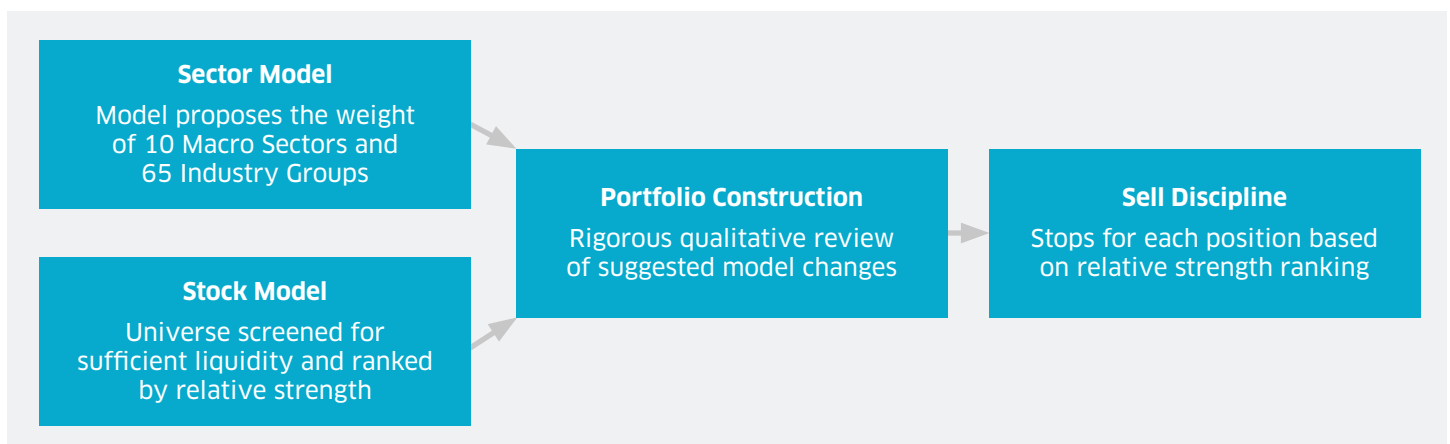 Sector Model
Model proposes the weight
of 10 Macro Sectors and
65 Industry Groups
Stock Model
Universe screened for
sufficient liquidity and ranked
by relative strength
Portfolio Construction
Rigorous qualitative review
of suggested model changes
Sell Discipline
Stops for each position based
on relative strength ranking